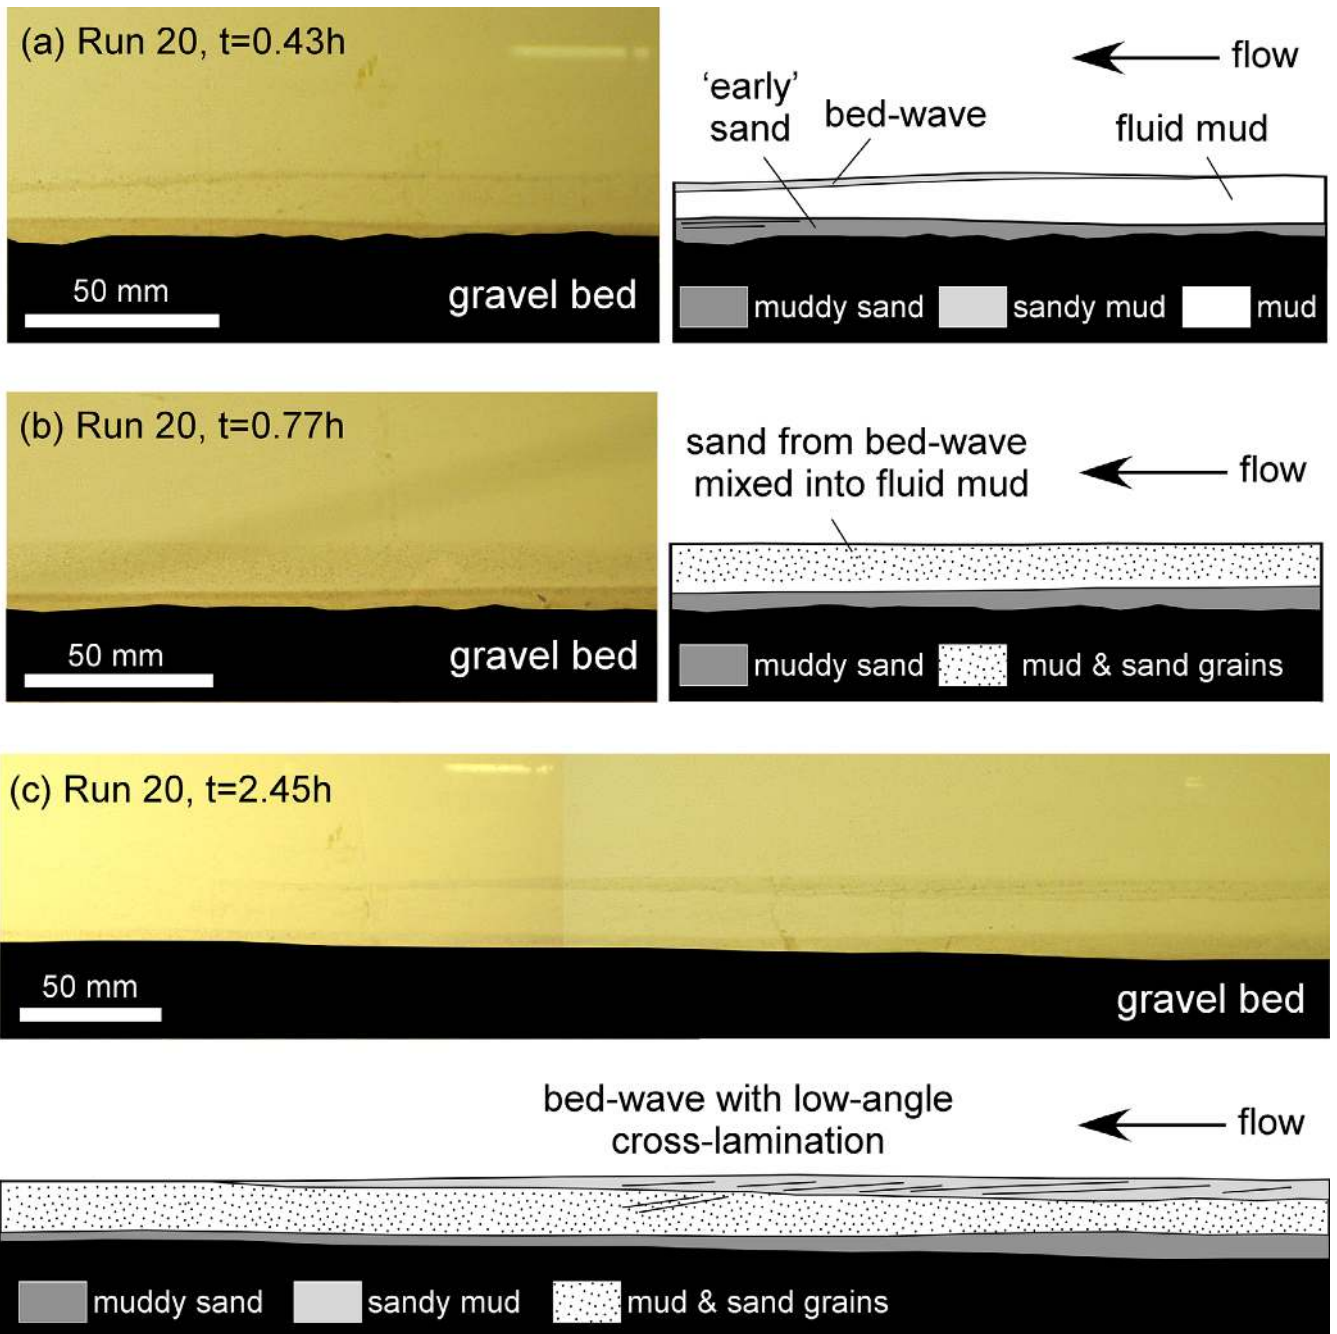 (a) Run 20, t=0.43h
flow
‘early’
sand
bed-wave
fluid mud
50 mm
gravel bed
muddy sand
sandy mud
mud
(b) Run 20, t=0.77h
sand from bed-wave
mixed into fluid mud
flow
50 mm
gravel bed
muddy sand
mud & sand grains
(c) Run 20, t=2.45h
50 mm
gravel bed
bed-wave with low-angle
cross-lamination
flow
muddy sand
sandy mud
mud & sand grains